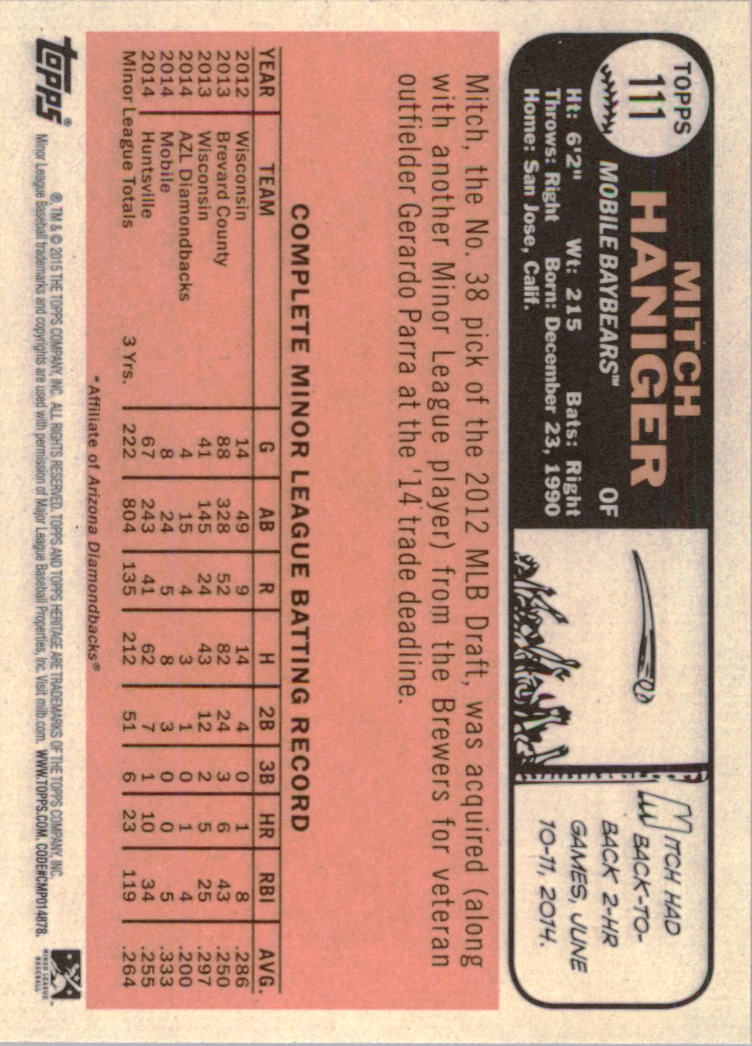 TOPPS
111
MITCH
HANIGER
MOBILE BAYBEARS™ OF
Ht: 6'2" Wt: 215 Bats: Right
Throws: Right Born: December 23, 1990
Home: San Jose, Calif.
MITCH HAD
BACK-TO-
BACK 2-HR
GAMES, JUNE
10-11, 2014.
Mitch, the No. 38 pick of the 2012 MLB Draft, was acquired (along
with another Minor League player) from the Brewers for veteran
outfielder Gerardo Parra at the '14 trade deadline.
COMPLETE MINOR LEAGUE BATTING RECORD
YEAR TEAM G AB R H 2B 3B HR RBI AVG.
2012 Wisconsin 14 49 9 14 4 0 1 8 .286
2013 Brevard County 88 328 52 82 24 3 6 43 .250
2013 Wisconsin 41 145 24 43 12 2 5 25 .297
2014 AZL Diamondbacks 4 15 4 3 1 0 1 4 .200
2014 Mobile 8 24 5 8 3 0 0 5 .333
2014 Huntsville 67 243 41 62 7 1 10 34 .255
Minor League Totals 3 Yrs. 222 804 135 212 51 6 23 119 .264
*Affiliate of Arizona Diamondbacks®
topps®
®, TM & © 2015 THE TOPPS COMPANY, INC. ALL RIGHTS RESERVED. TOPPS AND TOPPS HERITAGE ARE TRADEMARKS OF THE TOPPS COMPANY, INC.
Minor League Baseball trademarks and copyrights are used with permission of Major League Baseball Properties, Inc. Visit milb.com. WWW.TOPPS.COM. CODE#CMP014878.
MINOR LEAGUE
BASEBALL™